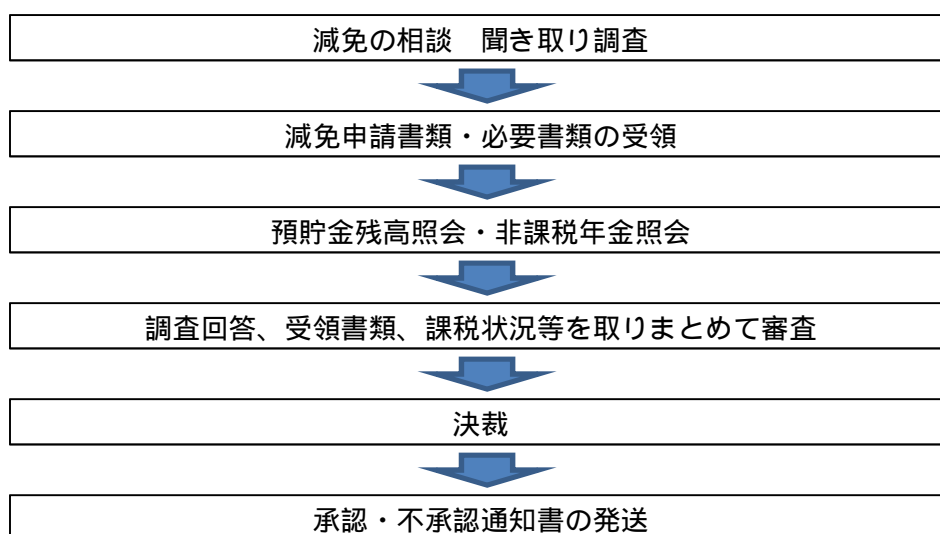 減免の相談　聞き取り調査
減免申請書類・必要書類の受領
預貯金残高照会・非課税年金照会
調査回答、受領書類、課税状況等を取りまとめて審査
決裁
承認・不承認通知書の発送